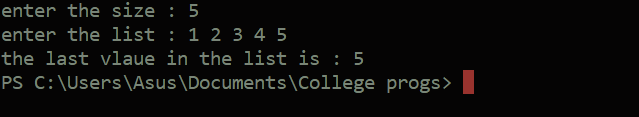 enter the size : 5
enter the list : 1 2 3 4 5
the last vlaue in the list is : 5
PS C:\Users\Asus\Documents\College progs>